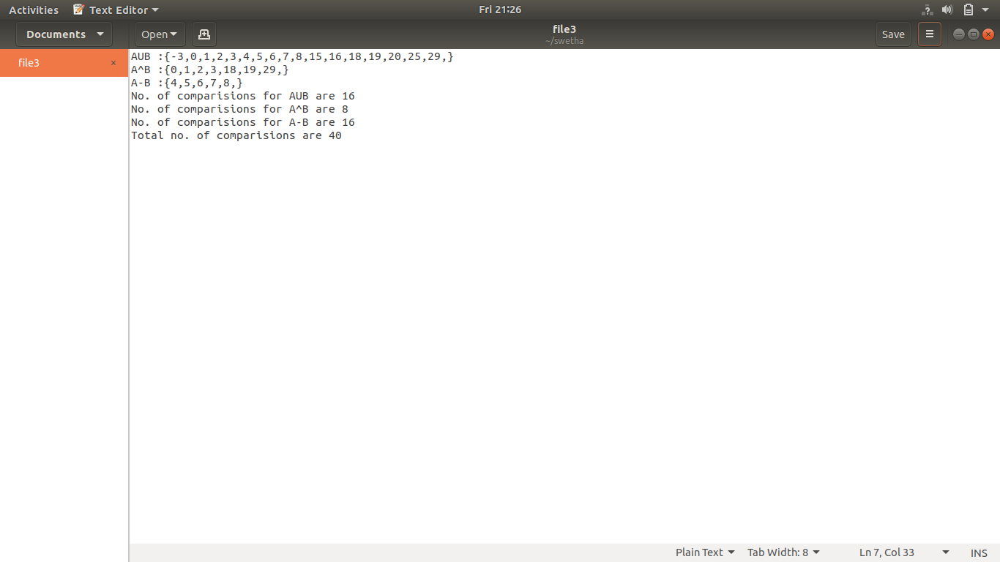 Activities Text Editor Fri 21:26
Documents Open file3 Save
~/swetha
file3 ×
AUB :{-3,0,1,2,3,4,5,6,7,8,15,16,18,19,20,25,29,}
A^B :{0,1,2,3,18,19,29,}
A-B :{4,5,6,7,8,}
No. of comparisions for AUB are 16
No. of comparisions for A^B are 8
No. of comparisions for A-B are 16
Total no. of comparisions are 40
Plain Text Tab Width: 8 Ln 7, Col 33 INS